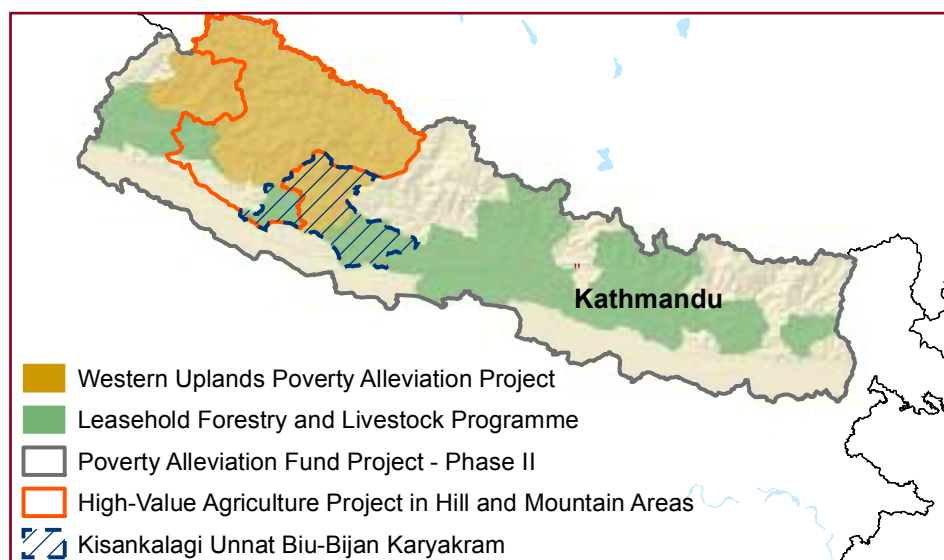 Kathmandu
Western Uplands Poverty Alleviation Project
Leasehold Forestry and Livestock Programme
Poverty Alleviation Fund Project - Phase II
High-Value Agriculture Project in Hill and Mountain Areas
Kisankalagi Unnat Biu-Bijan Karyakram